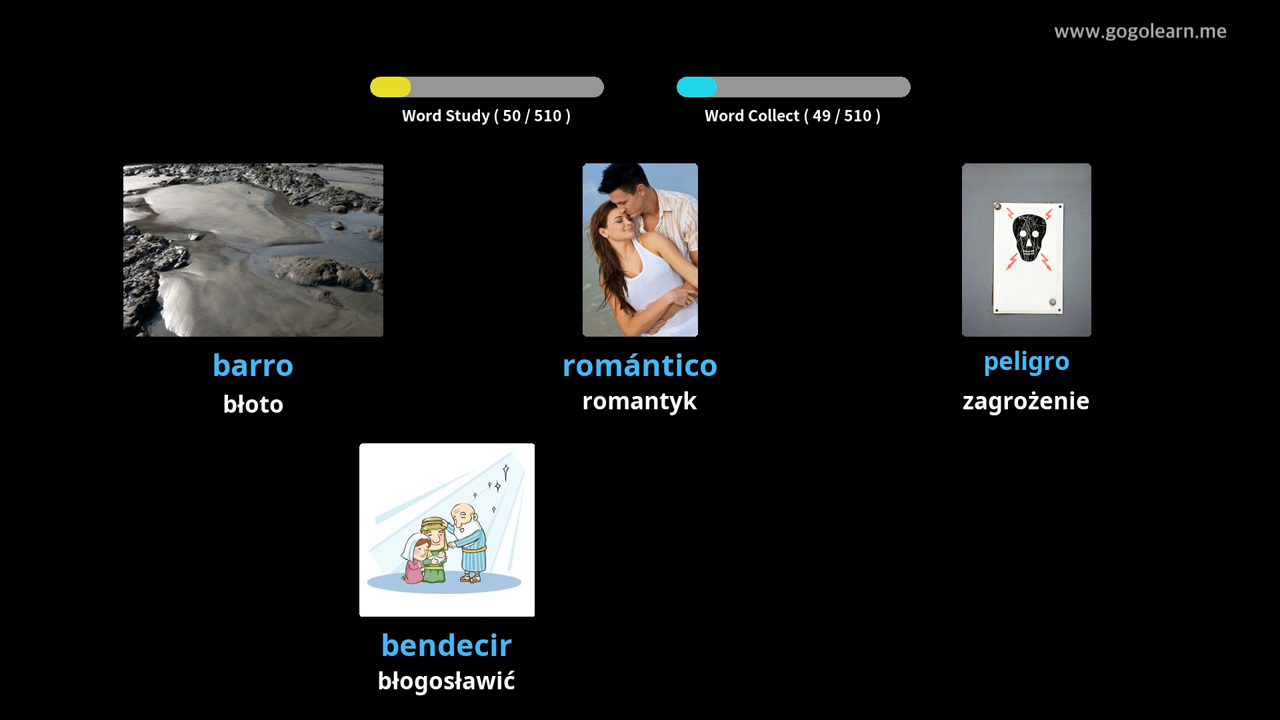 www.gogolearn.me
Word Study ( 50 / 510 )
Word Collect ( 49 / 510 )
barro
błoto
romántico
romantyk
peligro
zagrożenie
bendecir
błogosławić